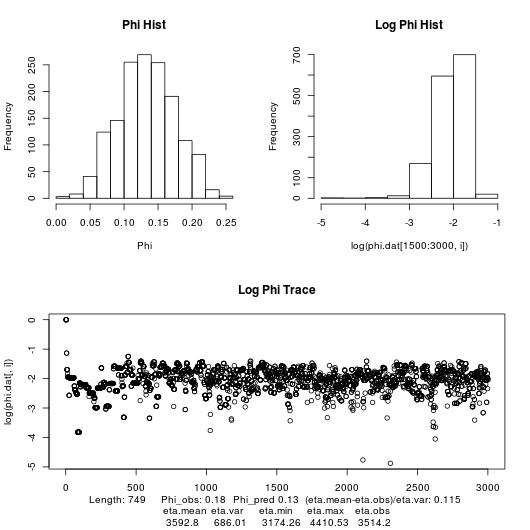 Phi Hist
Log Phi Hist
Frequency
0 50 100 150 200 250
0.00 0.05 0.10 0.15 0.20 0.25
Phi
Frequency
0 100 300 500 700
-5 -4 -3 -2 -1
log(phi.dat[1500:3000, i])
Log Phi Trace
log(phi.dat[, i])
0 -1 -2 -3 -4 -5
0 500 1000 1500 2000 2500 3000
Length: 749 Phi_obs: 0.18 Phi_pred 0.13 (eta.mean-eta.obs)/eta.var: 0.115
eta.mean eta.var eta.min eta.max eta.obs
3592.8 686.01 3174.26 4410.53 3514.2